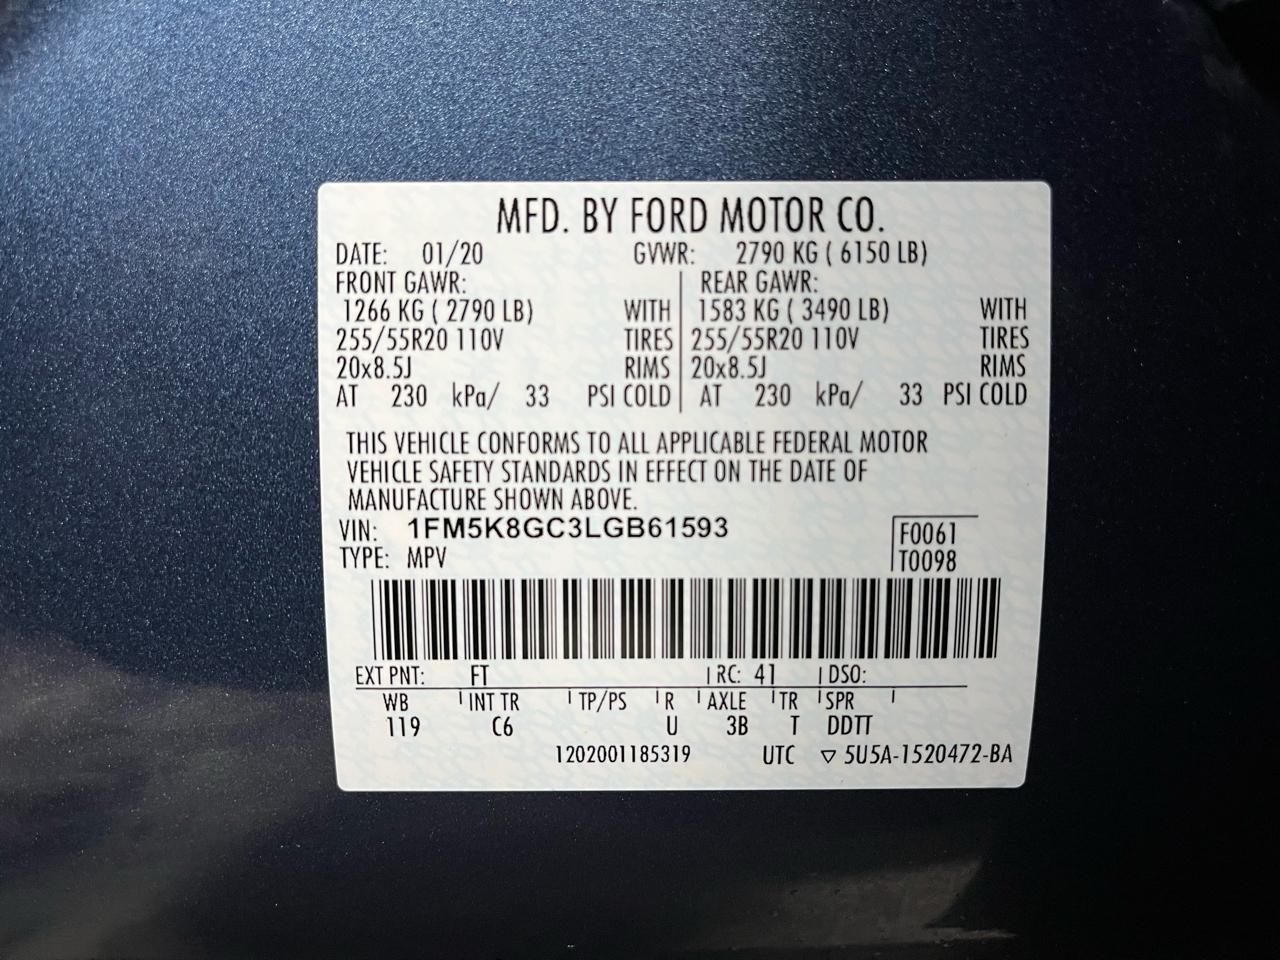 MFD. BY FORD MOTOR CO.
DATE: 01/20 GVWR: 2790 KG ( 6150 LB)
FRONT GAWR: REAR GAWR:
1266 KG ( 2790 LB) WITH 1583 KG ( 3490 LB) WITH
255/55R20 110V TIRES 255/55R20 110V TIRES
20x8.5J RIMS 20x8.5J RIMS
AT 230 kPa/ 33 PSI COLD AT 230 kPa/ 33 PSI COLD
THIS VEHICLE CONFORMS TO ALL APPLICABLE FEDERAL MOTOR
VEHICLE SAFETY STANDARDS IN EFFECT ON THE DATE OF
MANUFACTURE SHOWN ABOVE.
VIN: 1FM5K8GC3LGB61593 F0061
TYPE: MPV T0098
EXT PNT: FT RC: 41 DSO:
WB INT TR TP/PS R AXLE TR SPR
119 C6 U 3B T DDTT
1202001185319 UTC ▽ 5U5A-1520472-BA